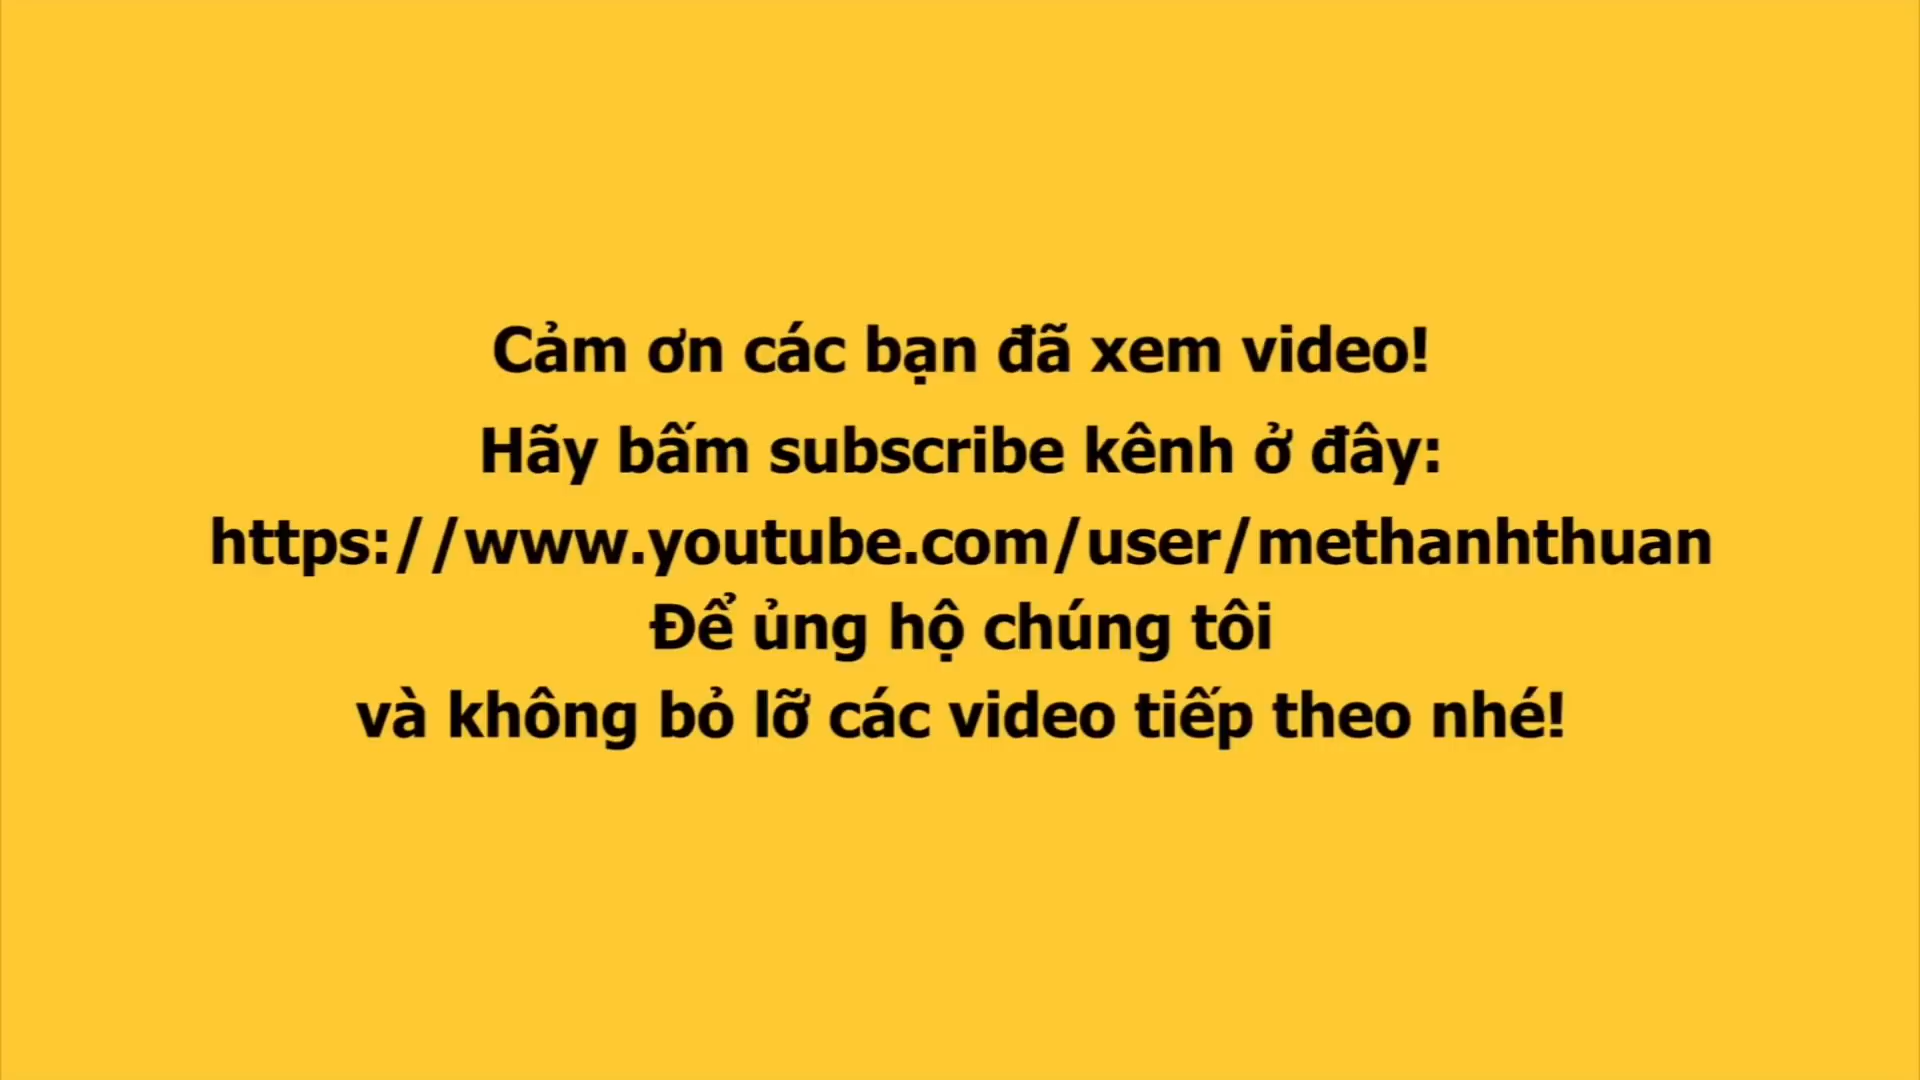 Cảm ơn các bạn đã xem video!
Hãy bấm subscribe kênh ở đây:
https://www.youtube.com/user/methanhthuan
Để ủng hộ chúng tôi
và không bỏ lỡ các video tiếp theo nhé!